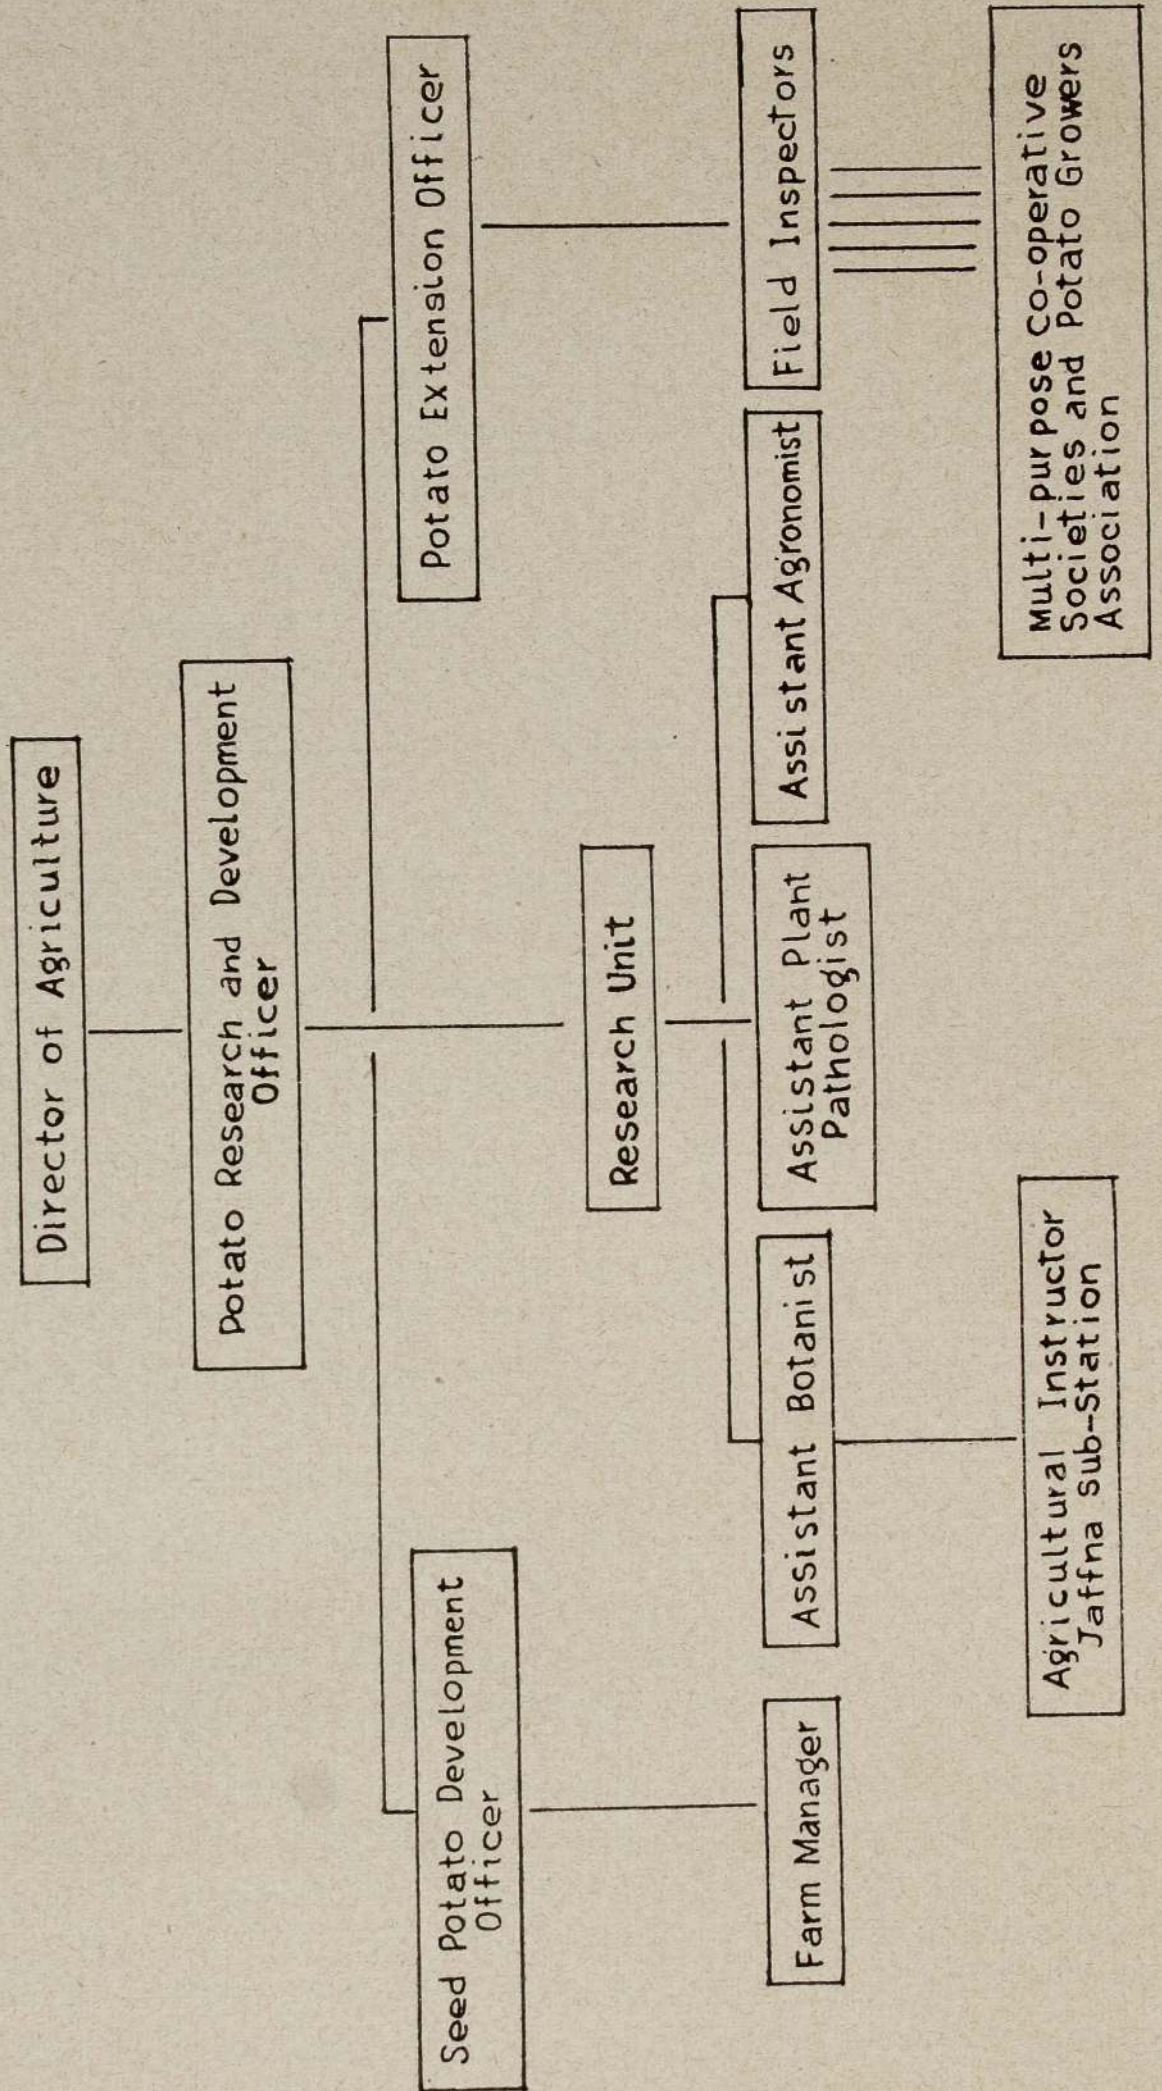 Director of Agriculture
Potato Research and Development
Officer
Seed Potato Development
Officer
Research Unit
Potato Extension Officer
Farm Manager
Assistant Botanist
Assistant Plant
Pathologist
Assistant Agronomist
Field Inspectors
Agricultural Instructor
Jaffna Sub-Station
Multi-purpose Co-operative
Societies and Potato Growers
Association